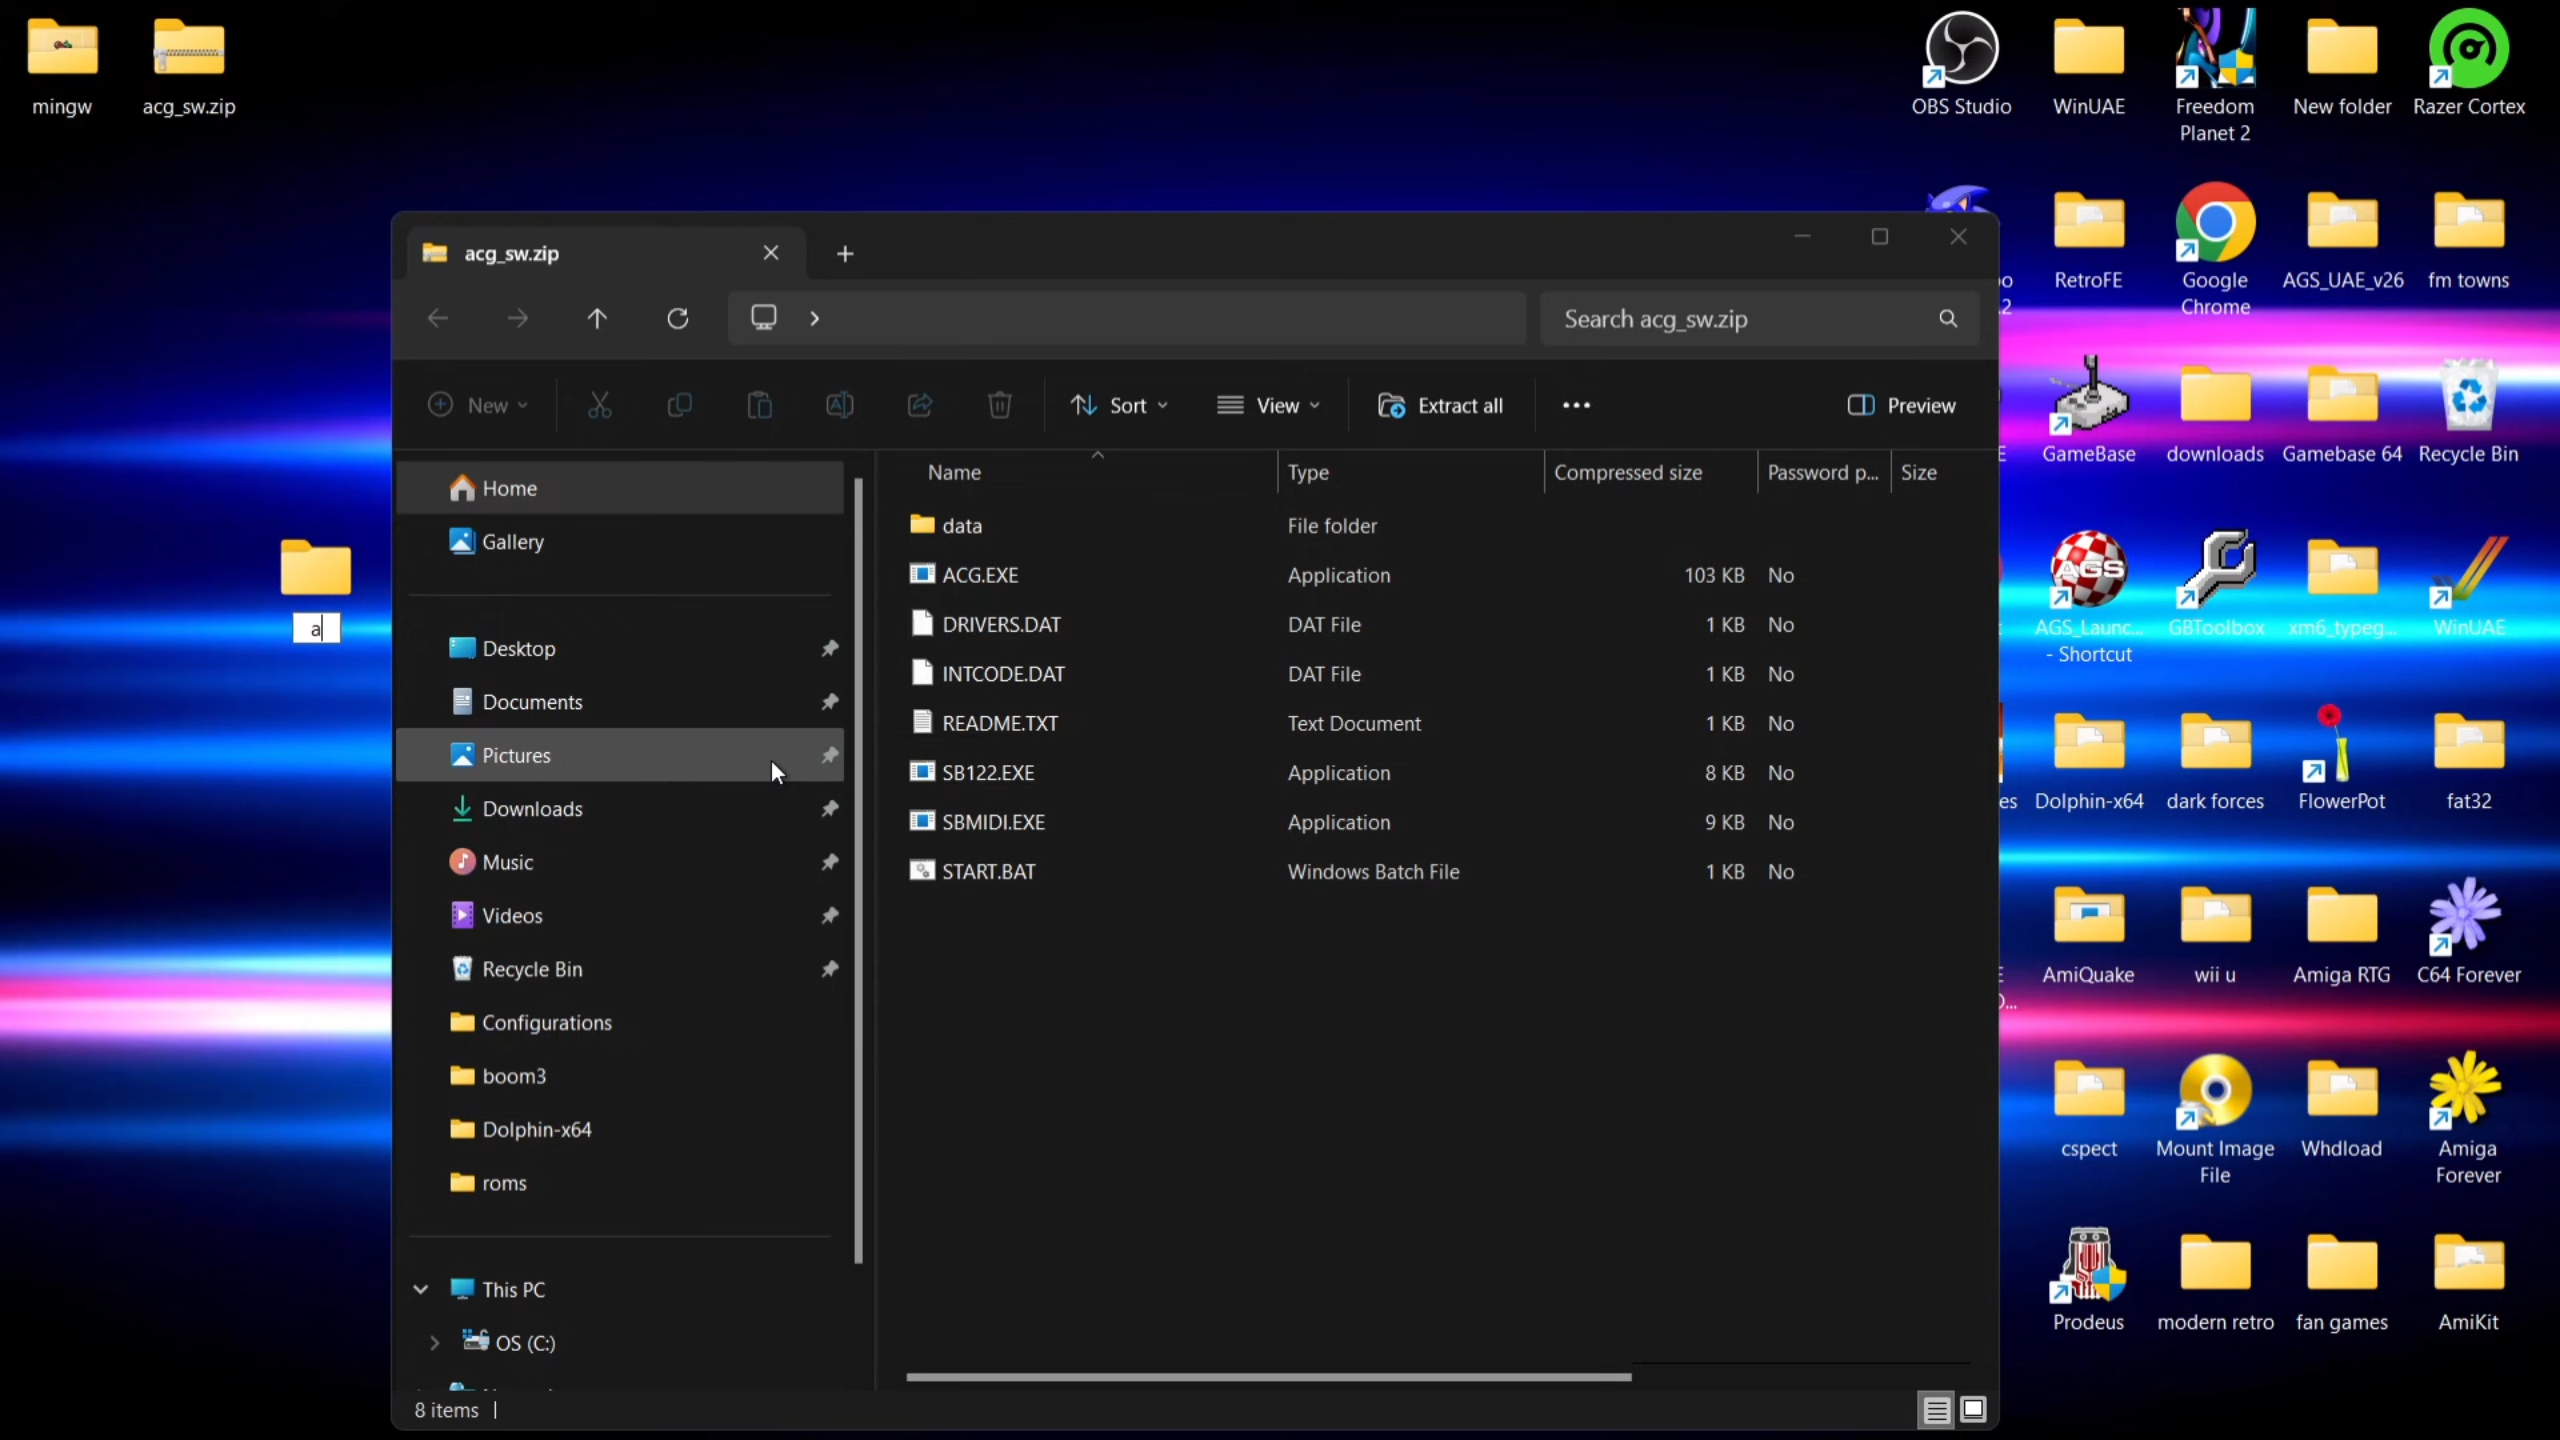 mingw
acg_sw.zip
OBS Studio
WinUAE
Freedom
Planet 2
New folder
Razer Cortex
RetroFE
Google
Chrome
AGS_UAE_v26
fm towns
GameBase
downloads
Gamebase 64
Recycle Bin
AGS
AGS_Launc...
- Shortcut
GBToolbox
xm6_typeg...
WinUAE
Dolphin-x64
dark forces
FlowerPot
fat32
AmiQuake
wii u
Amiga RTG
C64 Forever
cspect
Mount Image
File
Whdload
Amiga
Forever
Prodeus
modern retro
fan games
AmiKit
a
acg_sw.zip
Search acg_sw.zip
New
Sort
View
Extract all
Preview
Home
Gallery
Desktop
Documents
Pictures
Downloads
Music
Videos
Recycle Bin
Configurations
boom3
Dolphin-x64
roms
This PC
OS (C:)
Name Type Compressed size Password p... Size
data File folder
ACG.EXE Application 103 KB No
DRIVERS.DAT DAT File 1 KB No
INTCODE.DAT DAT File 1 KB No
README.TXT Text Document 1 KB No
SB122.EXE Application 8 KB No
SBMIDI.EXE Application 9 KB No
START.BAT Windows Batch File 1 KB No
8 items